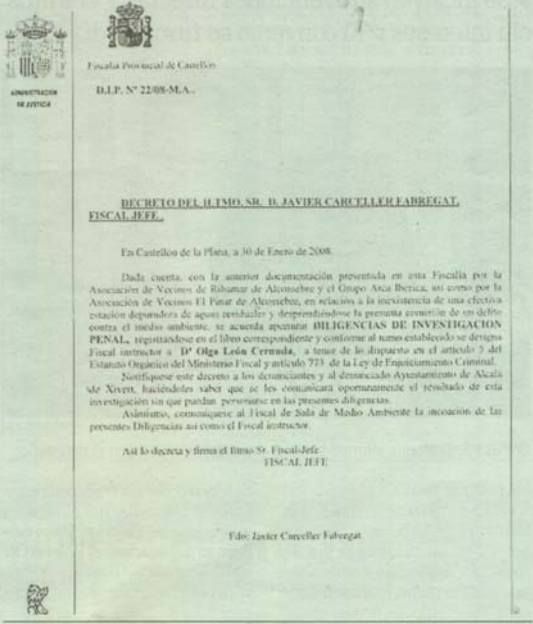 ADMINISTRACION
DE JUSTICIA
Fiscalía Provincial de Castellón
D.I.P. Nº 22/08-M.A..
DECRETO DEL ILTMO. SR. D. JAVIER CARCELLER FABREGAT,
FISCAL JEFE.
En Castellón de la Plana, a 30 de Enero de 2008.
Dada cuenta, con la anterior documentación presentada en esta Fiscalía por la
Asociación de Vecinos de Ribamar de Alcossebre y el Grupo Arca Ibérica, así como por la
Asociación de Vecinos El Pinar de Alcossebre, en relación a la inexistencia de una efectiva
estación depuradora de aguas residuales y desprendiéndose la presunta comisión de un delito
contra el medio ambiente, se acuerda aperturar DILIGENCIAS DE INVESTIGACION
PENAL, registrándose en el libro correspondiente y conforme al turno establecido se designa
Fiscal instructor a Dª Olga León Cernuda, a tenor de lo dispuesto en el artículo 5 del
Estatuto Orgánico del Ministerio Fiscal y artículo 773 de la Ley de Enjuiciamiento Criminal.
Notifíquese este decreto a los denunciantes y al denunciado Ayuntamiento de Alcalá
de Xivert, haciéndoles saber que se les comunicará oportunamente el resultado de esta
investigación sin que puedan personarse en las presentes diligencias.
Asimismo, comuníquese al Fiscal de Sala de Medio Ambiente la incoación de las
presentes Diligencias así como el Fiscal instructor.
Así lo decreta y firma el Iltmo Sr. Fiscal-Jefe.
FISCAL JEFE
Fdo: Javier Carceller Fabregat